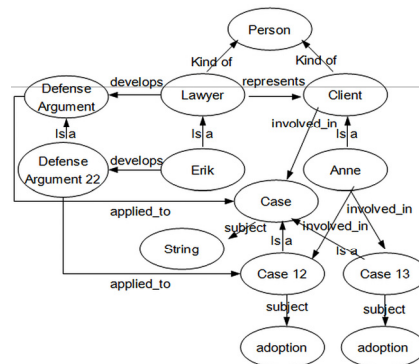 Person
Kind of
Kind of
develops
represents
Defense
Argument
Lawyer
Client
Is a
Is a
involved_in
Is a
Defense
Argument 22
develops
Erik
Anne
Case
involved_in
applied_to
subject
involved_in
String
Is a
Is a
Case 12
Case 13
applied_to
subject
subject
adoption
adoption